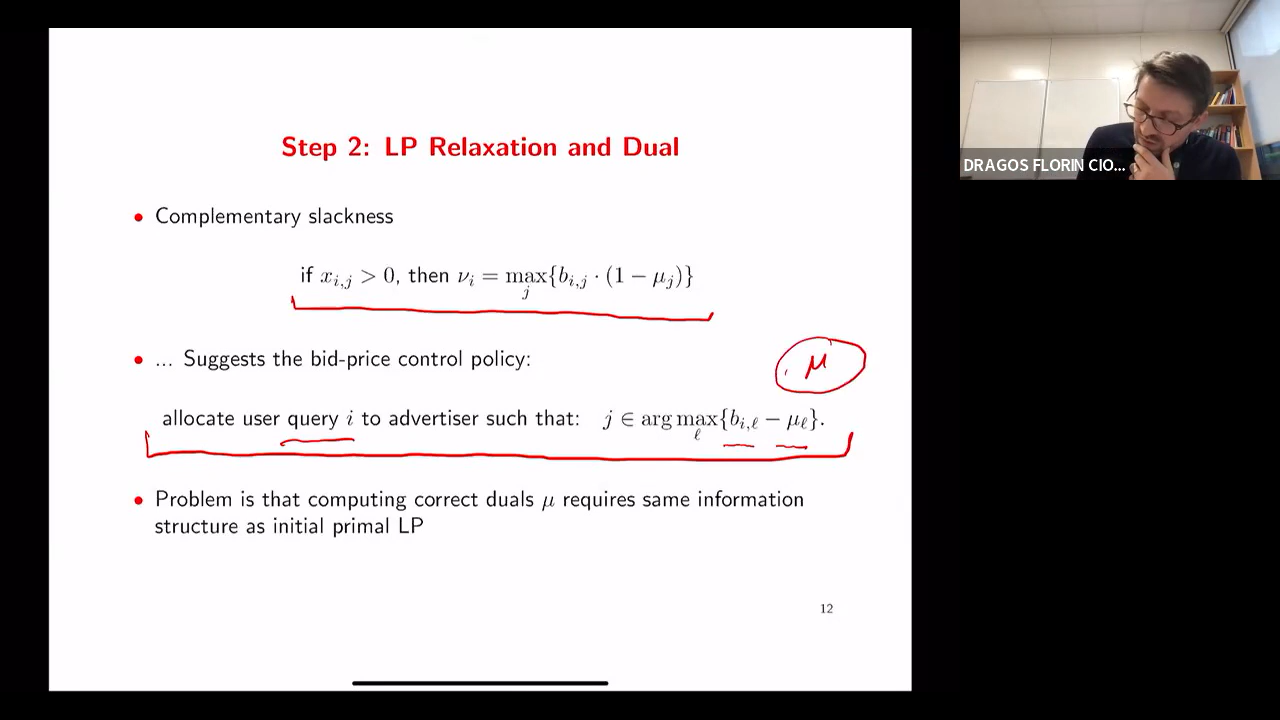 Step 2: LP Relaxation and Dual
• Complementary slackness
if x_{i,j} > 0, then ν_i = max_j{b_{i,j} · (1 − μ_j)}
• ... Suggests the bid-price control policy:
μ
allocate user query i to advertiser such that: j ∈ arg max_ℓ{b_{i,ℓ} − μ_ℓ}.
• Problem is that computing correct duals μ requires same information
structure as initial primal LP
12
DRAGOS FLORIN CIO...